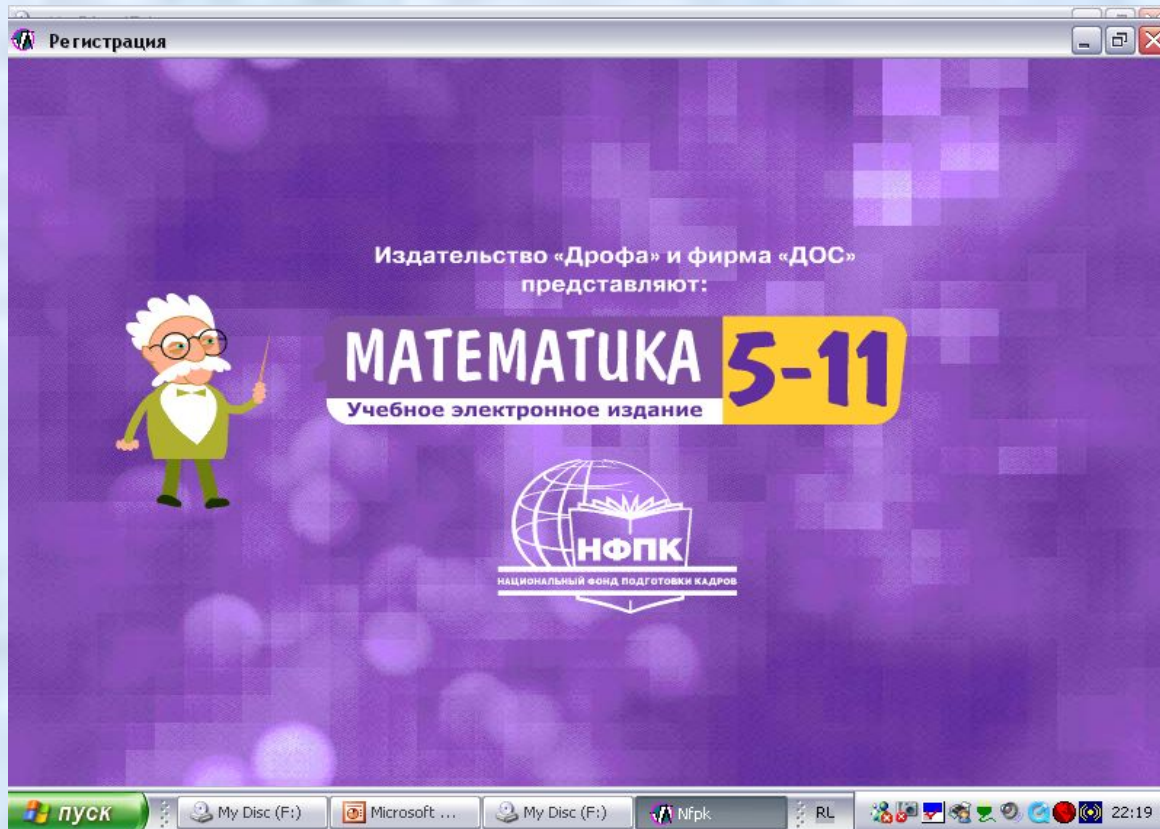 Регистрация
Издательство «Дрофа» и фирма «ДОС»
представляют:
МАТЕМАТИКА 5-11
Учебное электронное издание
НФПК
НАЦИОНАЛЬНЫЙ ФОНД ПОДГОТОВКИ КАДРОВ
пуск My Disc (F:) Microsoft ... My Disc (F:) Nfpk RL 22:19